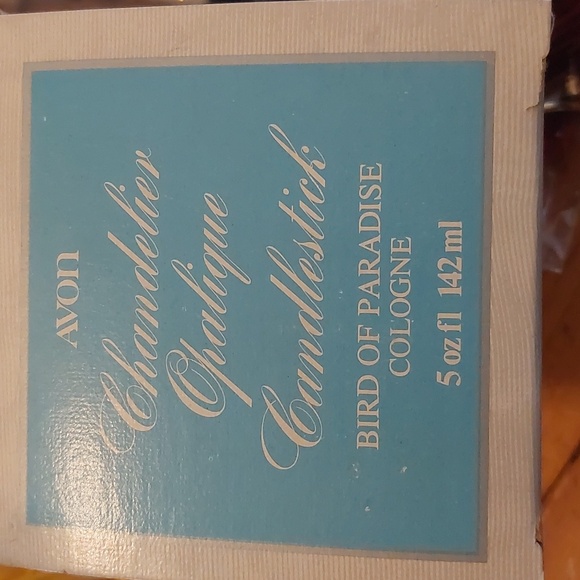 AVON
Chandelier
Opalique
Candlestick
BIRD OF PARADISE
COLOGNE
5 oz fl 142 ml